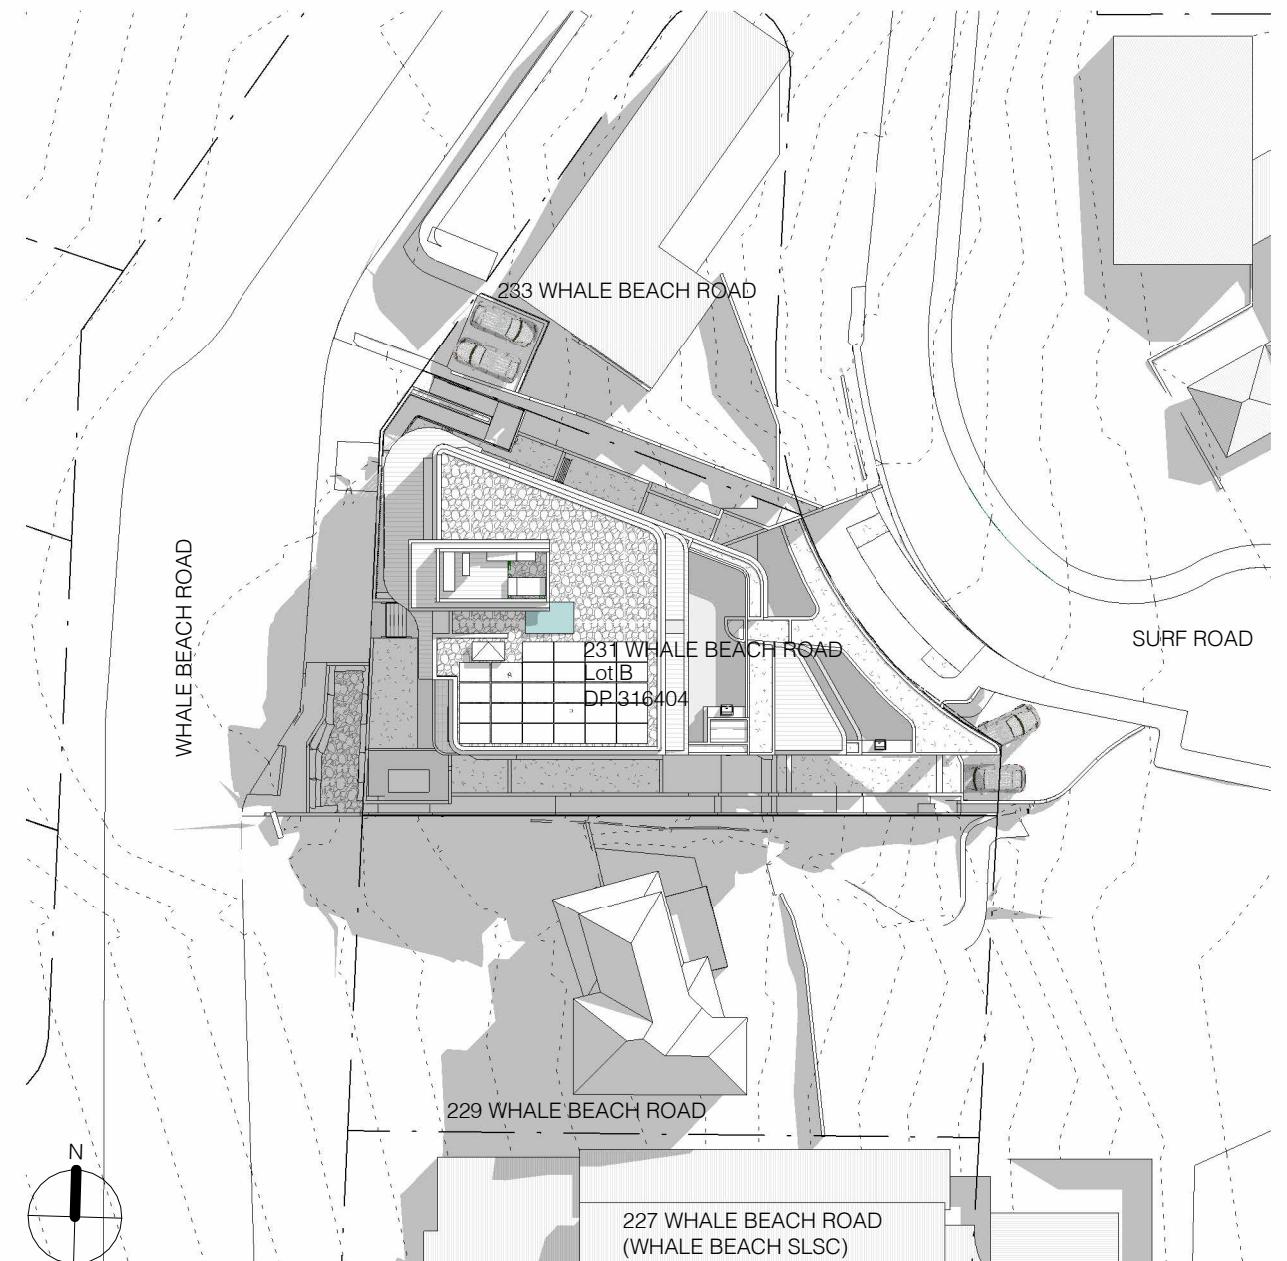 233 WHALE BEACH ROAD
WHALE BEACH ROAD
231 WHALE BEACH ROAD
Lot B
DP 316404
SURF ROAD
229 WHALE BEACH ROAD
N
227 WHALE BEACH ROAD
(WHALE BEACH SLSC)